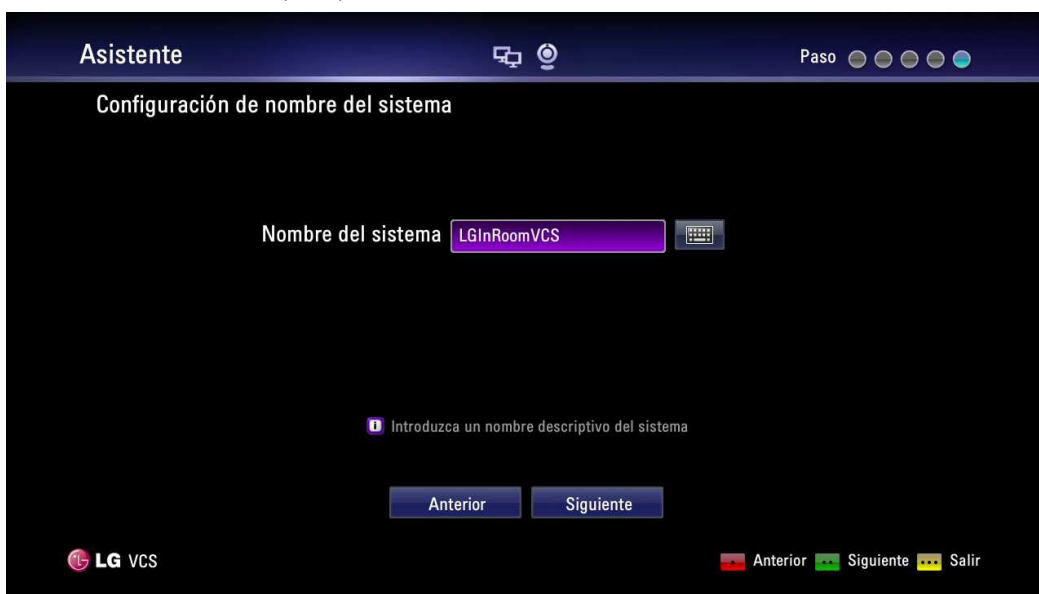 Asistente
Paso
Configuración de nombre del sistema
Nombre del sistema LGInRoomVCS
Introduzca un nombre descriptivo del sistema
Anterior Siguiente
LG VCS
Anterior Siguiente Salir